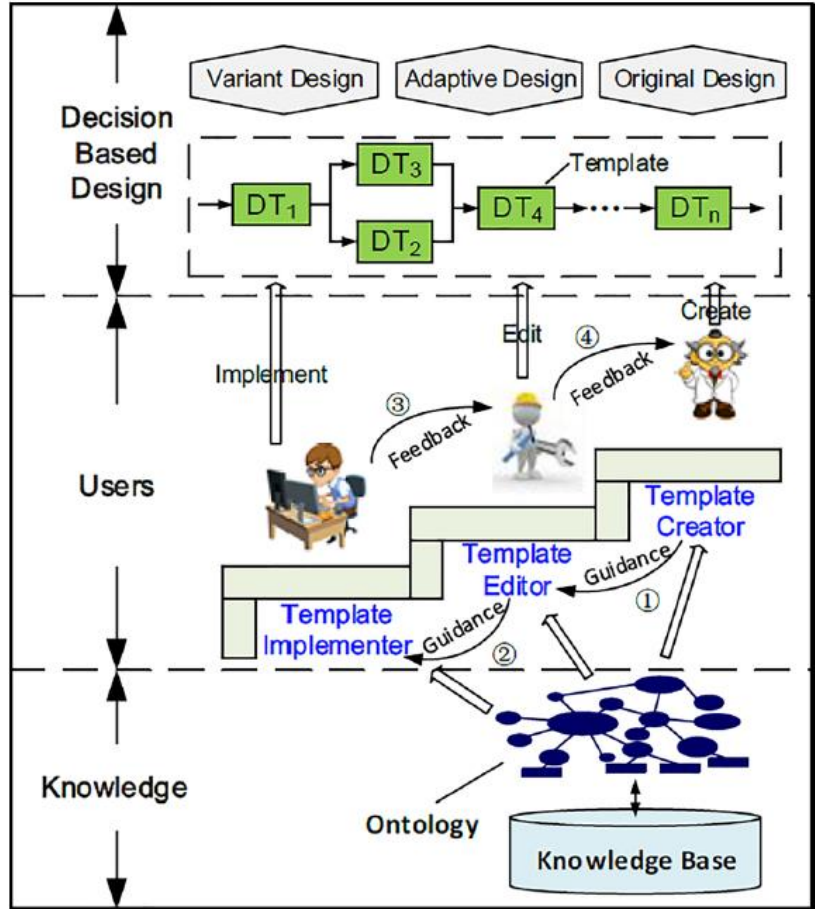 Variant Design
Adaptive Design
Original Design
Decision
Based
Design
Template
DT1
DT3
DT2
DT4
DTn
Implement
Edit
Create
③
Feedback
④
Feedback
Users
Template
Creator
Template
Editor
Template
Implementer
Guidance
①
Guidance
②
Knowledge
Ontology
Knowledge Base